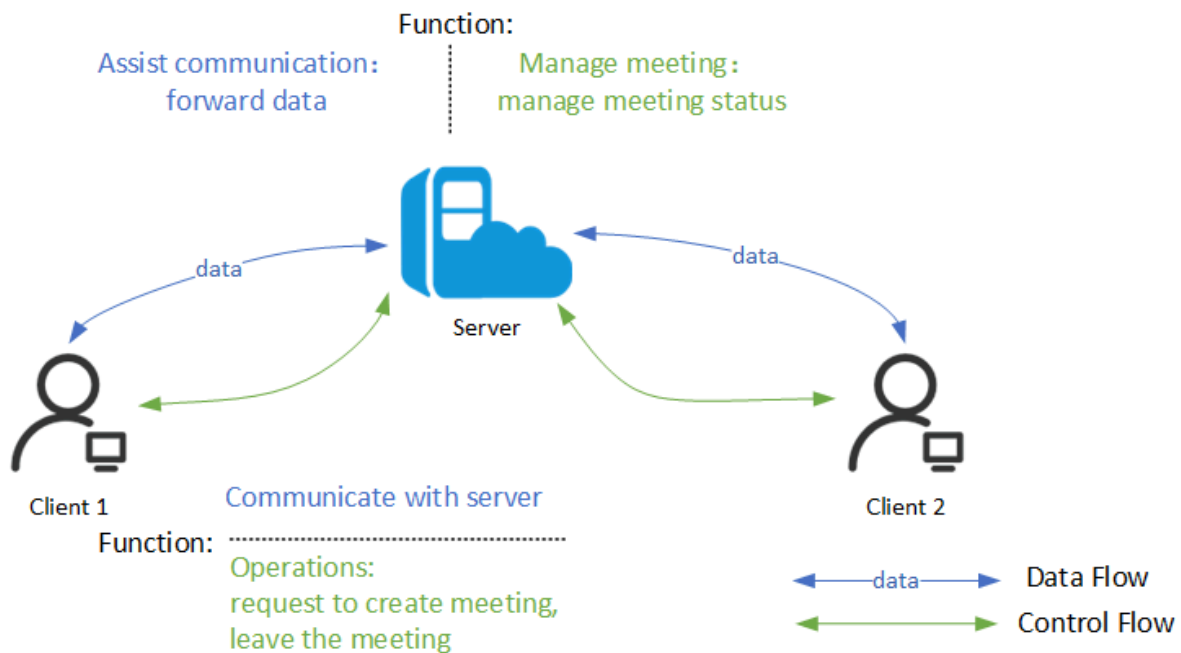 Function:
Assist communication：
forward data
Manage meeting：
manage meeting status
data
data
Server
Client 1
Client 2
Communicate with server
Function:
Operations:
request to create meeting,
leave the meeting
data
Data Flow
Control Flow